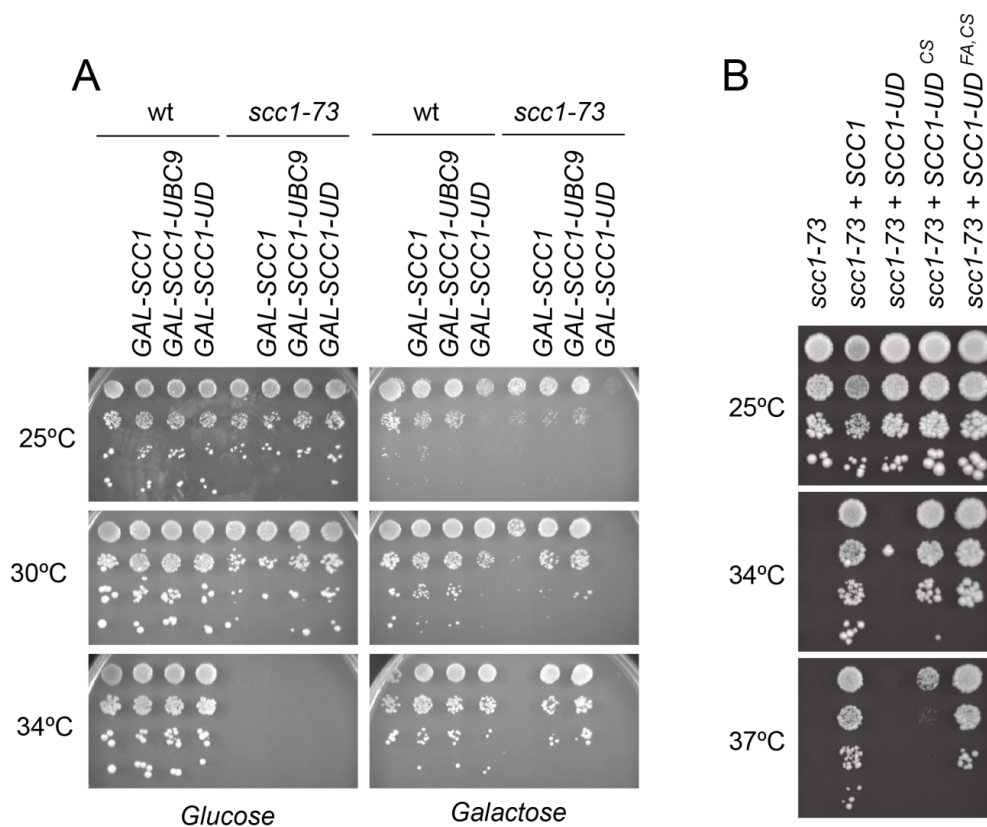 A
wt
scc1-73
wt
scc1-73
GAL-SCC1
GAL-SCC1-UBC9
GAL-SCC1-UD
GAL-SCC1
GAL-SCC1-UBC9
GAL-SCC1-UD
GAL-SCC1
GAL-SCC1-UBC9
GAL-SCC1-UD
GAL-SCC1
GAL-SCC1-UBC9
GAL-SCC1-UD
25ºC
30ºC
34ºC
Glucose
Galactose
B
scc1-73
scc1-73 + SCC1
scc1-73 + SCC1-UD
scc1-73 + SCC1-UD CS
scc1-73 + SCC1-UD FA,CS
25ºC
34ºC
37ºC